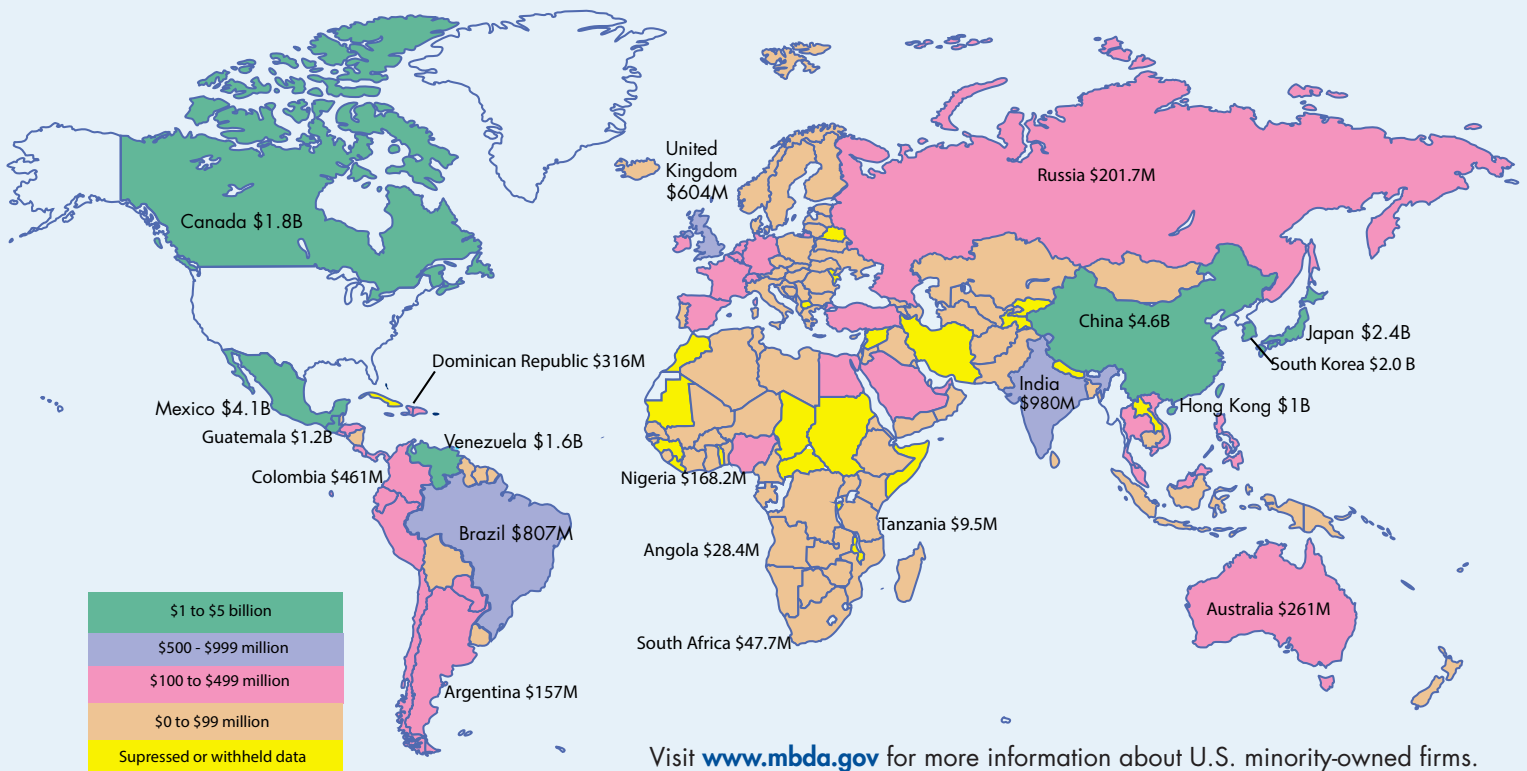 United
Kingdom
$604M
Russia $201.7M
Canada $1.8B
China $4.6B
Japan $2.4B
South Korea $2.0 B
Dominican Republic $316M
India
$980M
Hong Kong $1B
Mexico $4.1B
Guatemala $1.2B
Venezuela $1.6B
Colombia $461M
Nigeria $168.2M
Tanzania $9.5M
Brazil $807M
Angola $28.4M
Australia $261M
South Africa $47.7M
Argentina $157M
$1 to $5 billion
$500 - $999 million
$100 to $499 million
$0 to $99 million
Supressed or withheld data
Visit www.mbda.gov for more information about U.S. minority-owned firms.